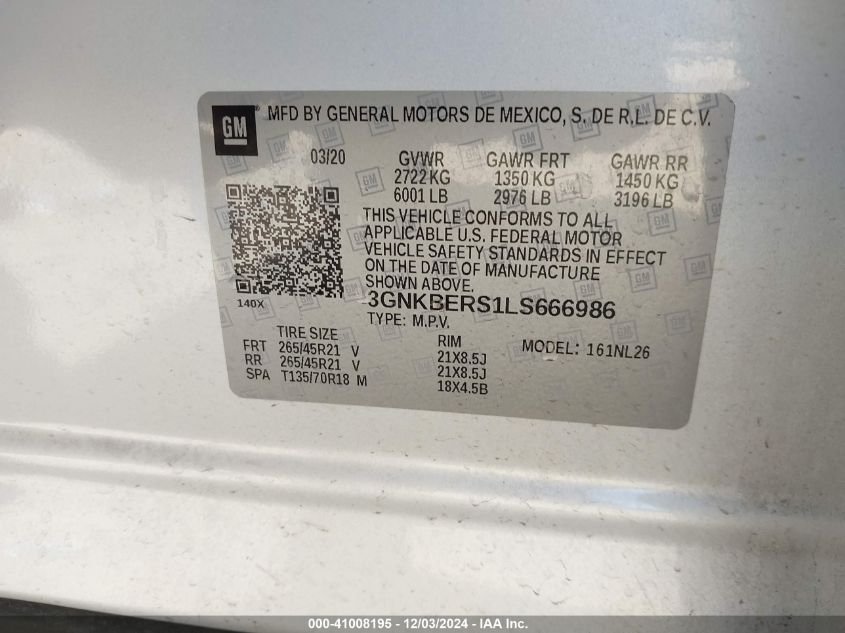 GM ® MFD BY GENERAL MOTORS DE MEXICO, S. DE R.L. DE C.V.
03/20 GVWR GAWR FRT GAWR RR
2722 KG 1350 KG 1450 KG
6001 LB 2976 LB 3196 LB
THIS VEHICLE CONFORMS TO ALL
APPLICABLE U.S. FEDERAL MOTOR
VEHICLE SAFETY STANDARDS IN EFFECT
ON THE DATE OF MANUFACTURE
SHOWN ABOVE.
140X 3GNKBERS1LS666986
TYPE: M.P.V.
TIRE SIZE RIM MODEL: 161NL26
FRT 265/45R21 V 21X8.5J
RR 265/45R21 V 21X8.5J
SPA T135/70R18 M 18X4.5B
000-41008195 - 12/03/2024 - IAA Inc.